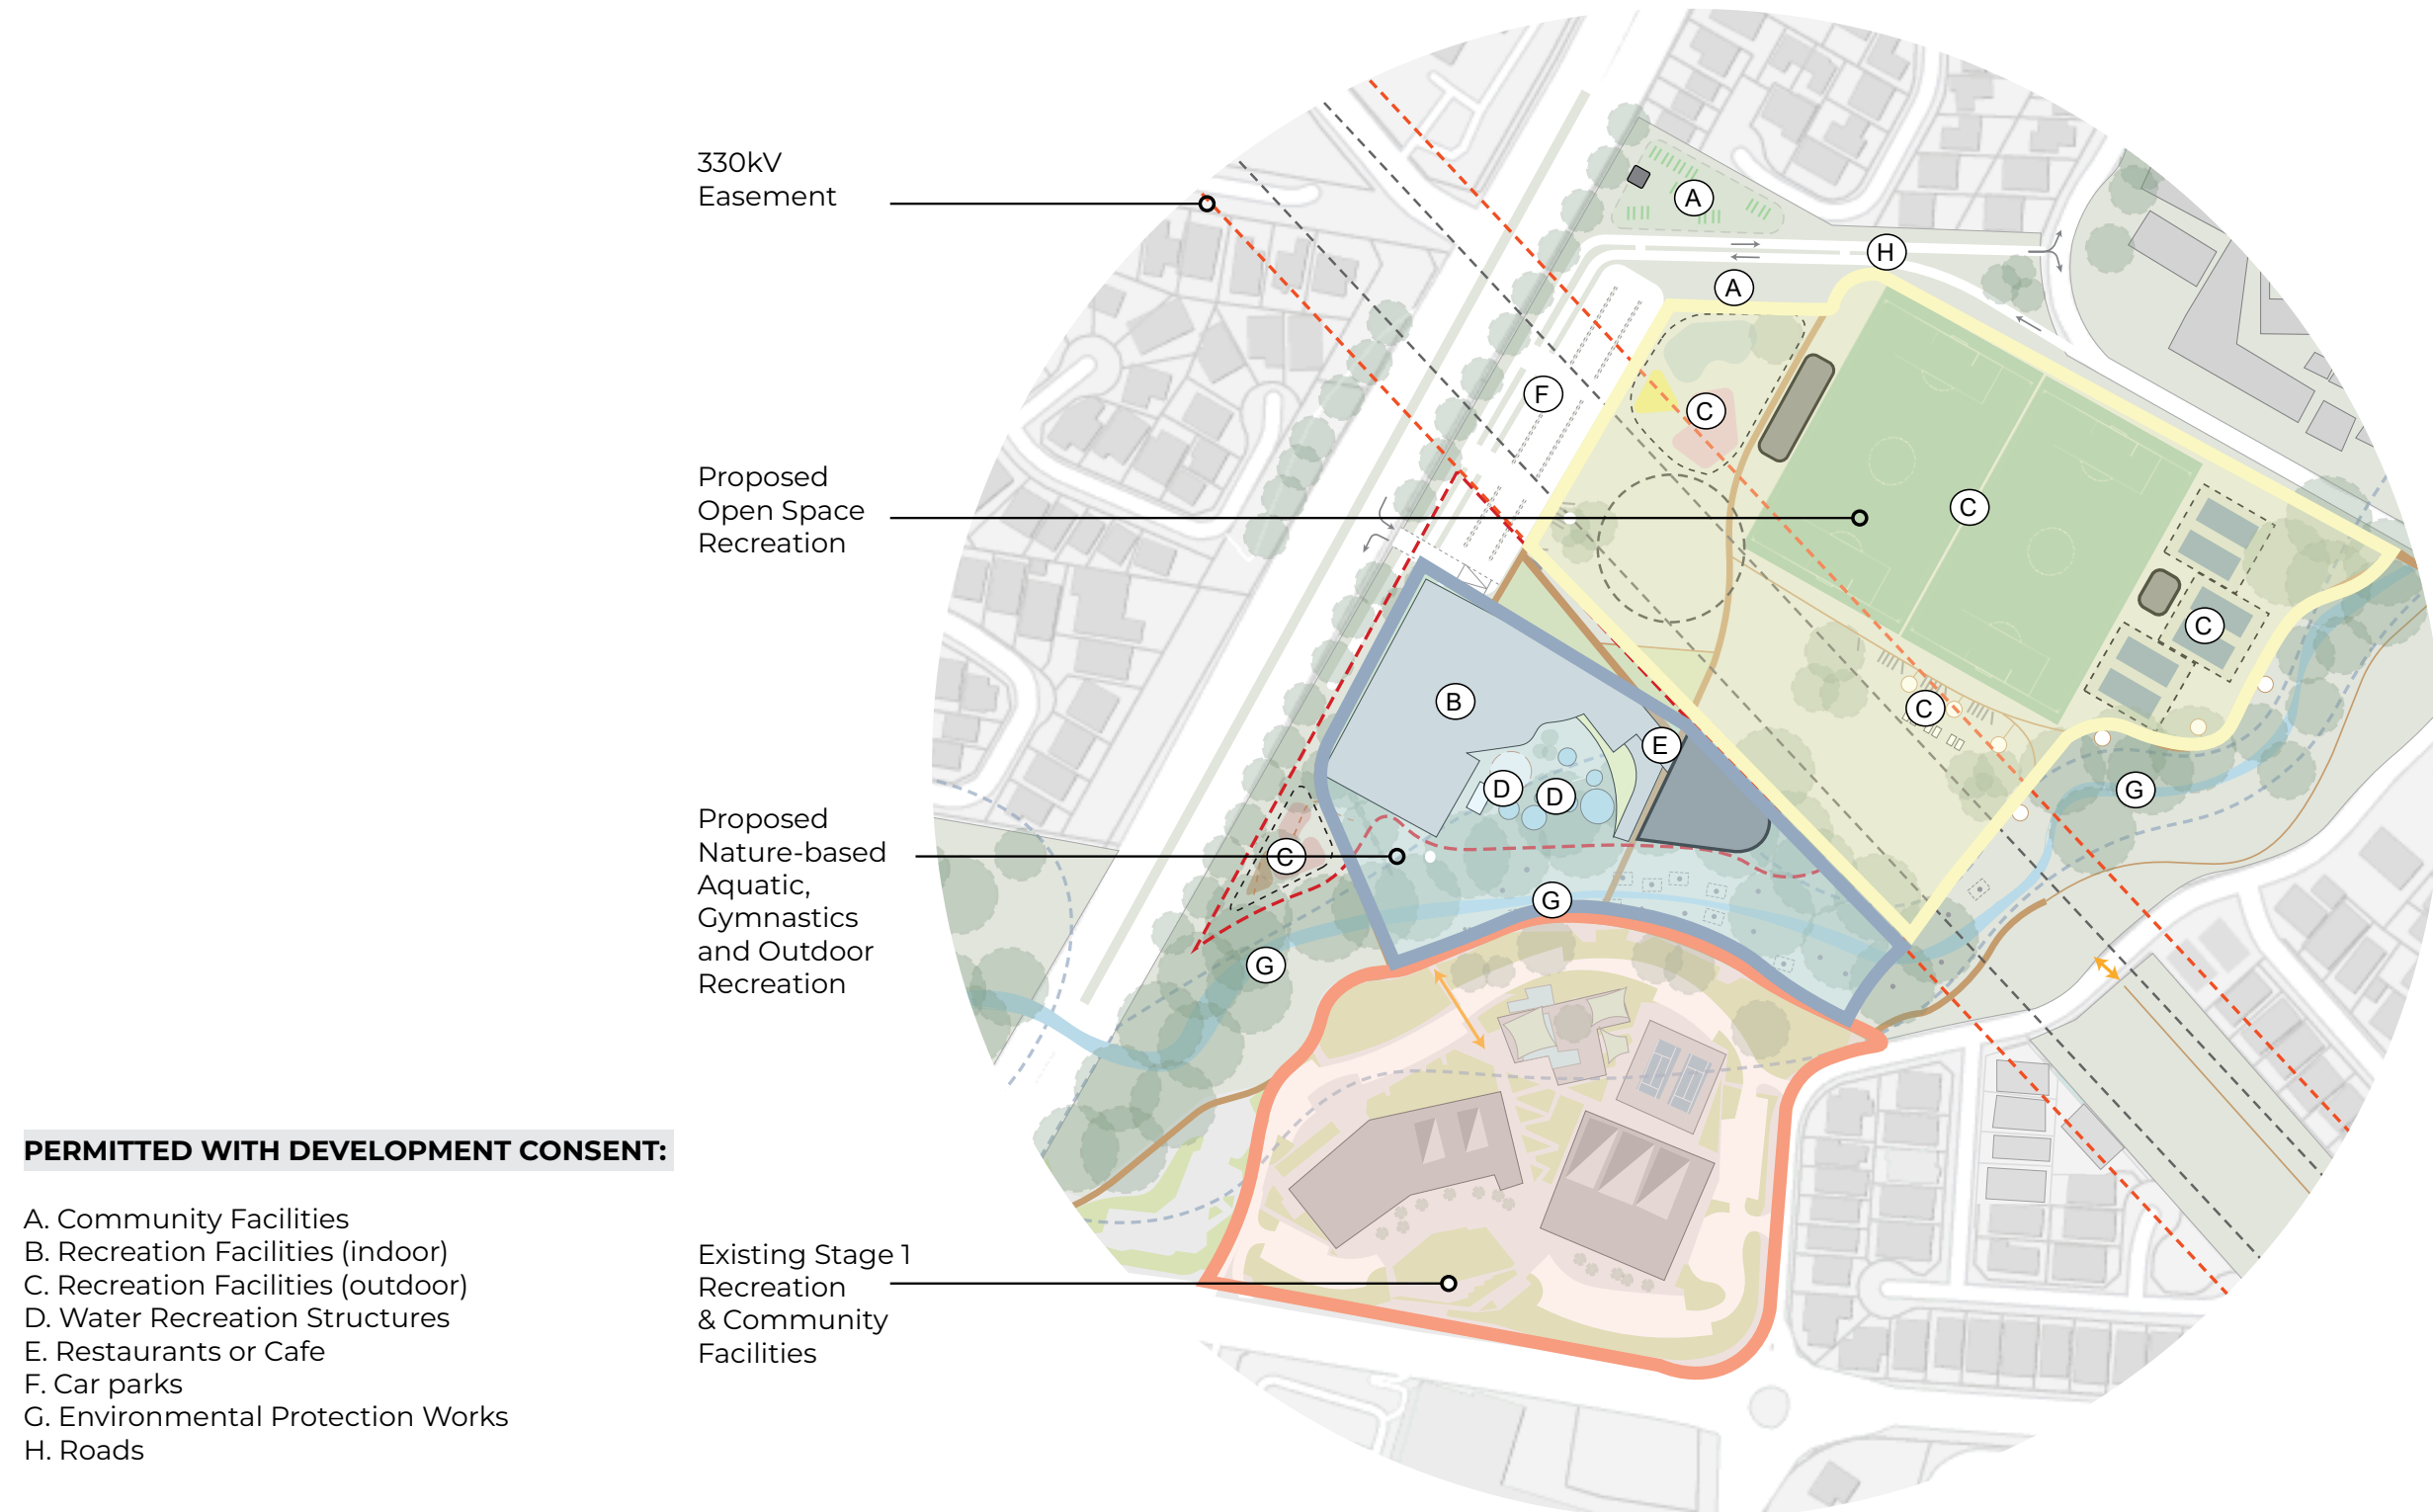 330kV
Easement
Proposed
Open Space
Recreation
Proposed
Nature-based
Aquatic,
Gymnastics
and Outdoor
Recreation
Existing Stage 1
Recreation
& Community
Facilities
PERMITTED WITH DEVELOPMENT CONSENT:
A. Community Facilities
B. Recreation Facilities (indoor)
C. Recreation Facilities (outdoor)
D. Water Recreation Structures
E. Restaurants or Cafe
F. Car parks
G. Environmental Protection Works
H. Roads
A
H
A
F
C
C
C
B
C
E
D
D
G
C
G
G